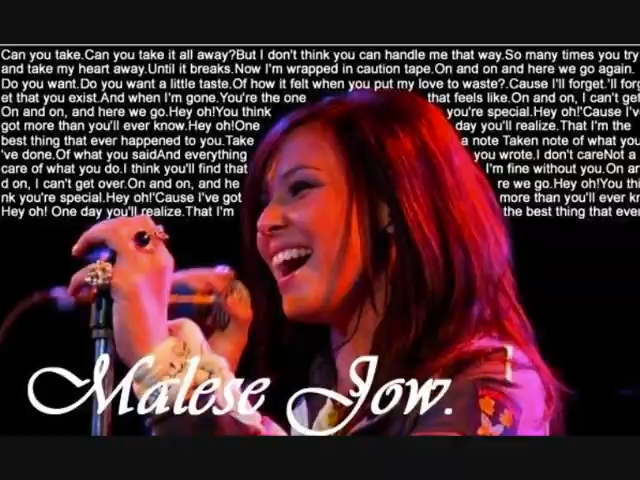 Can you take.Can you take it all away?But I don't think you can handle me that way.So many times you try
and take my heart away.Until it breaks.Now I'm wrapped in caution tape.On and on and here we go again.
Do you want.Do you want a little taste.Of how it felt when you put my love to waste?.Cause I'll forget.'ll forg
et that you exist.And when I'm gone.You're the one that feels like.On and on, I can't get
On and on, and here we go.Hey oh!You think you're special.Hey oh!'Cause I'v
got more than you'll ever know.Hey oh!One day you'll realize.That I'm the
best thing that ever happened to you.Take a note Taken note of what you
've done.Of what you saidAnd everything you wrote.I don't careNot a
care of what you do.I think you'll find that I'm fine without you.On an
d on, I can't get over.On and on, and he re we go.Hey oh!You thi
nk you're special.Hey oh!'Cause I've got more than you'll ever kn
Hey oh! One day you'll realize.That I'm the best thing that ever
Malese Jow.